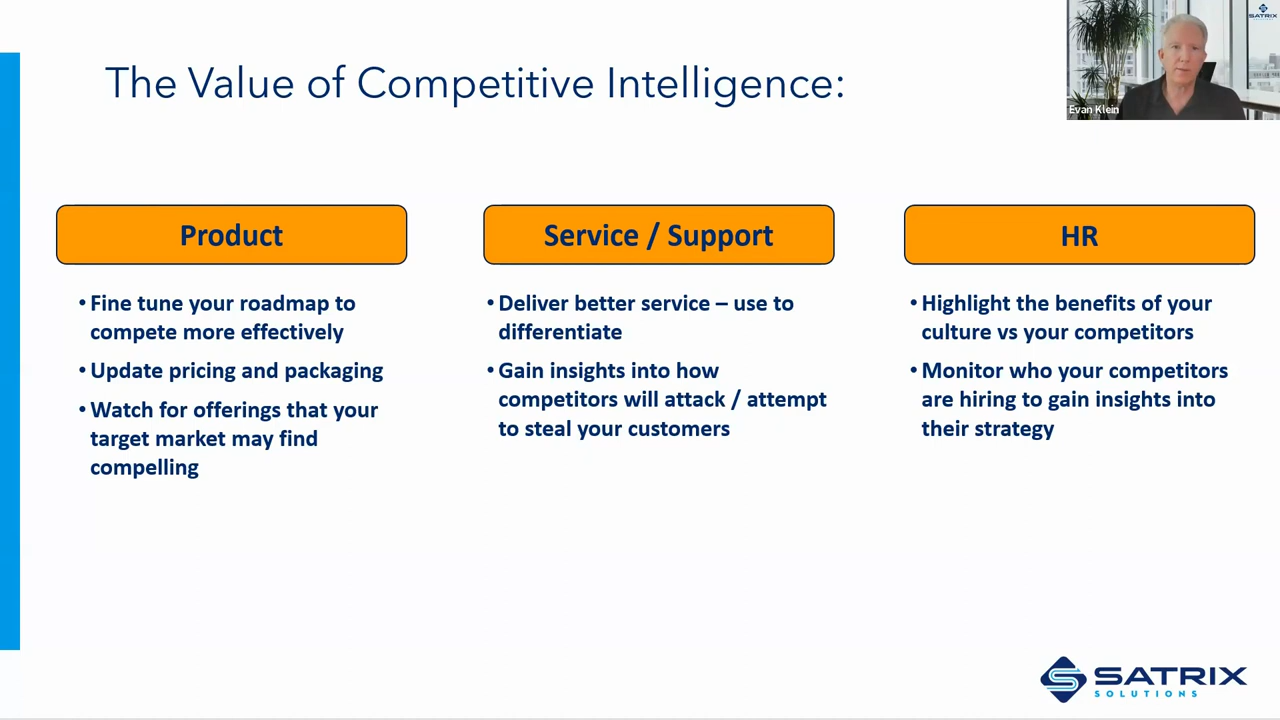 The Value of Competitive Intelligence:
SATRIX
Evan Klein
Product
• Fine tune your roadmap to
compete more effectively
• Update pricing and packaging
• Watch for offerings that your
target market may find
compelling
Service / Support
• Deliver better service – use to
differentiate
• Gain insights into how
competitors will attack / attempt
to steal your customers
HR
• Highlight the benefits of your
culture vs your competitors
• Monitor who your competitors
are hiring to gain insights into
their strategy
SATRIX
SOLUTIONS